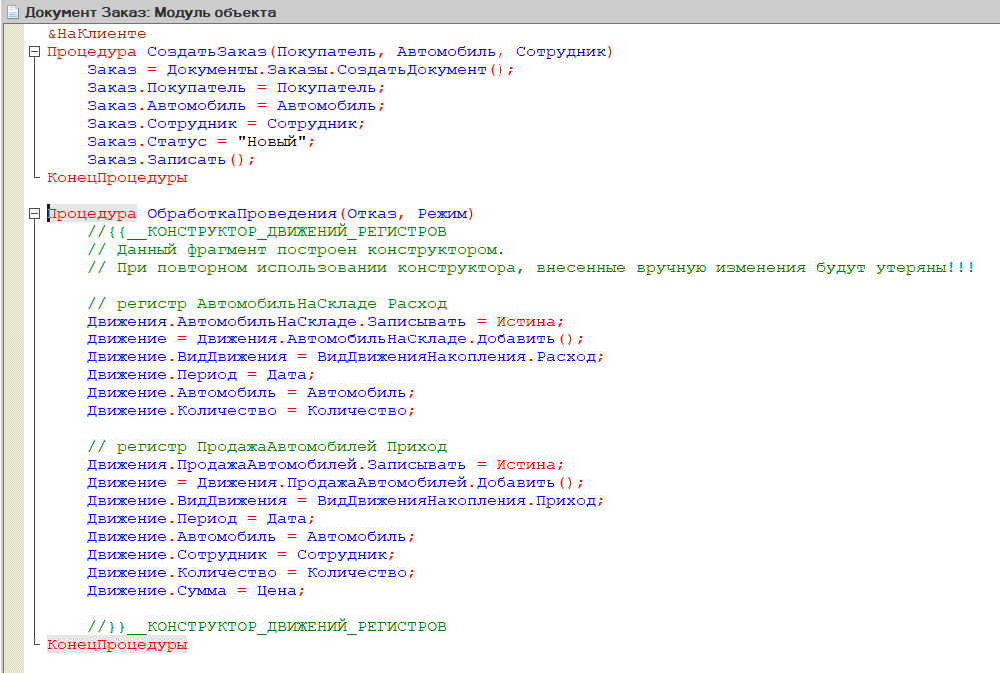 Документ Заказ: Модуль объекта
&НаКлиенте
Процедура СоздатьЗаказ(Покупатель, Автомобиль, Сотрудник)
Заказ = Документы.Заказы.СоздатьДокумент();
Заказ.Покупатель = Покупатель;
Заказ.Автомобиль = Автомобиль;
Заказ.Сотрудник = Сотрудник;
Заказ.Статус = "Новый";
Заказ.Записать();
КонецПроцедуры
Процедура ОбработкаПроведения(Отказ, Режим)
//{{__КОНСТРУКТОР_ДВИЖЕНИЙ_РЕГИСТРОВ
// Данный фрагмент построен конструктором.
// При повторном использовании конструктора, внесенные вручную изменения будут утеряны!!!
// регистр АвтомобильНаСкладе Расход
Движения.АвтомобильНаСкладе.Записывать = Истина;
Движение = Движения.АвтомобильНаСкладе.Добавить();
Движение.ВидДвижения = ВидДвиженияНакопления.Расход;
Движение.Период = Дата;
Движение.Автомобиль = Автомобиль;
Движение.Количество = Количество;
// регистр ПродажаАвтомобилей Приход
Движения.ПродажаАвтомобилей.Записывать = Истина;
Движение = Движения.ПродажаАвтомобилей.Добавить();
Движение.ВидДвижения = ВидДвиженияНакопления.Приход;
Движение.Период = Дата;
Движение.Автомобиль = Автомобиль;
Движение.Сотрудник = Сотрудник;
Движение.Количество = Количество;
Движение.Сумма = Цена;
//}}__КОНСТРУКТОР_ДВИЖЕНИЙ_РЕГИСТРОВ
КонецПроцедуры